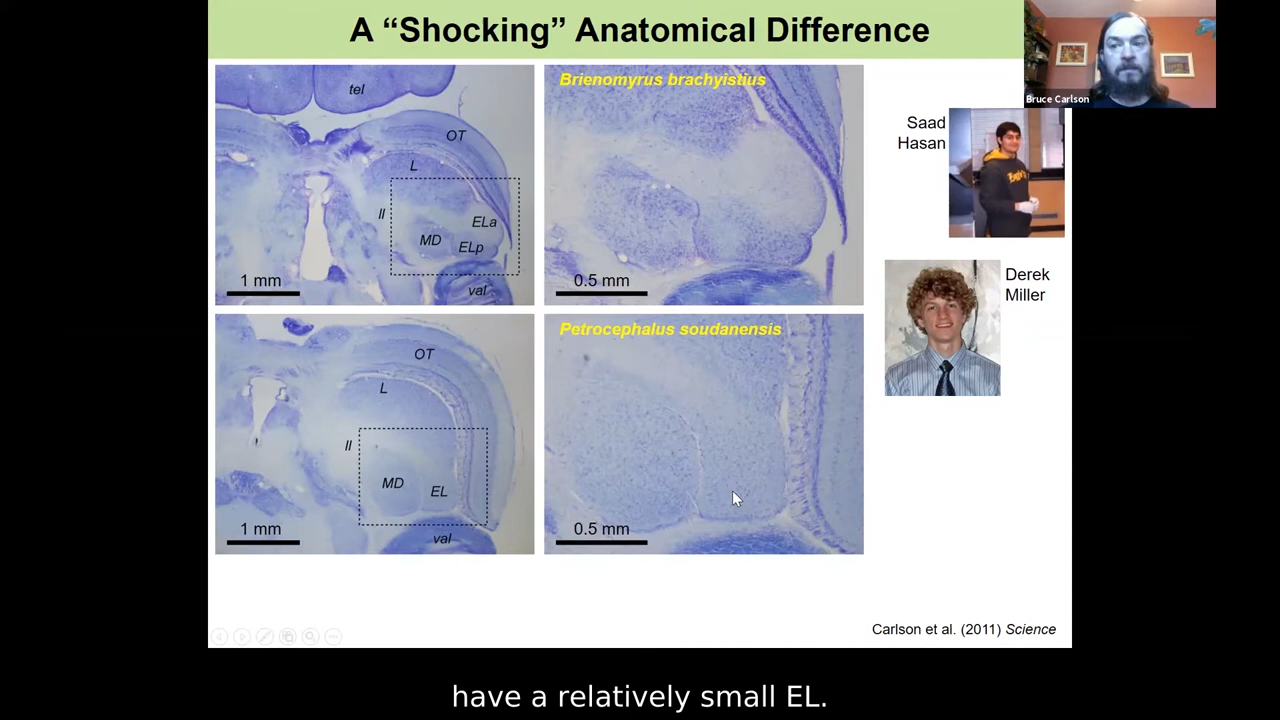 A “Shocking” Anatomical Difference
Bruce Carlson
tel
OT
L
ll
ELa
MD
ELp
val
1 mm
Brienomyrus brachyistius
0.5 mm
Saad
Hasan
Derek
Miller
OT
L
ll
MD
EL
val
1 mm
Petrocephalus soudanensis
0.5 mm
Carlson et al. (2011) Science
have a relatively small EL.